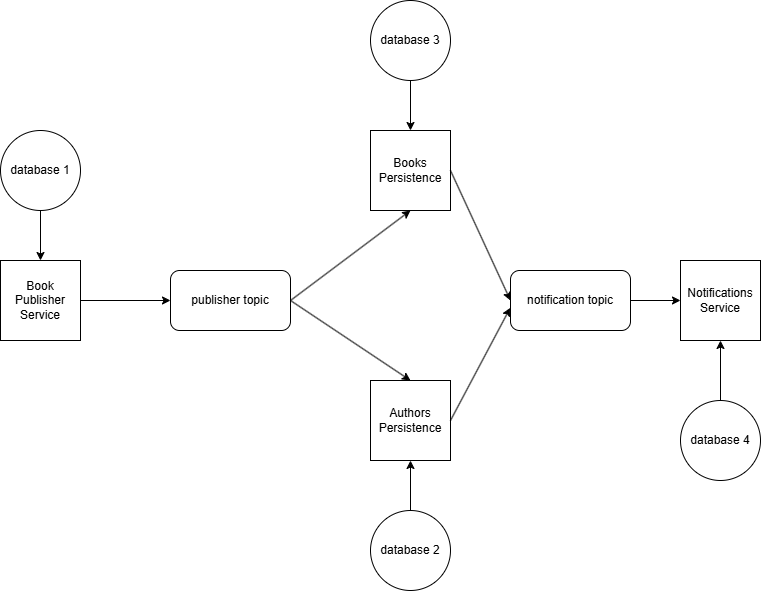 database 3
database 1
Books
Persistence
Book
Publisher
Service
publisher topic
notification topic
Notifications
Service
Authors
Persistence
database 4
database 2